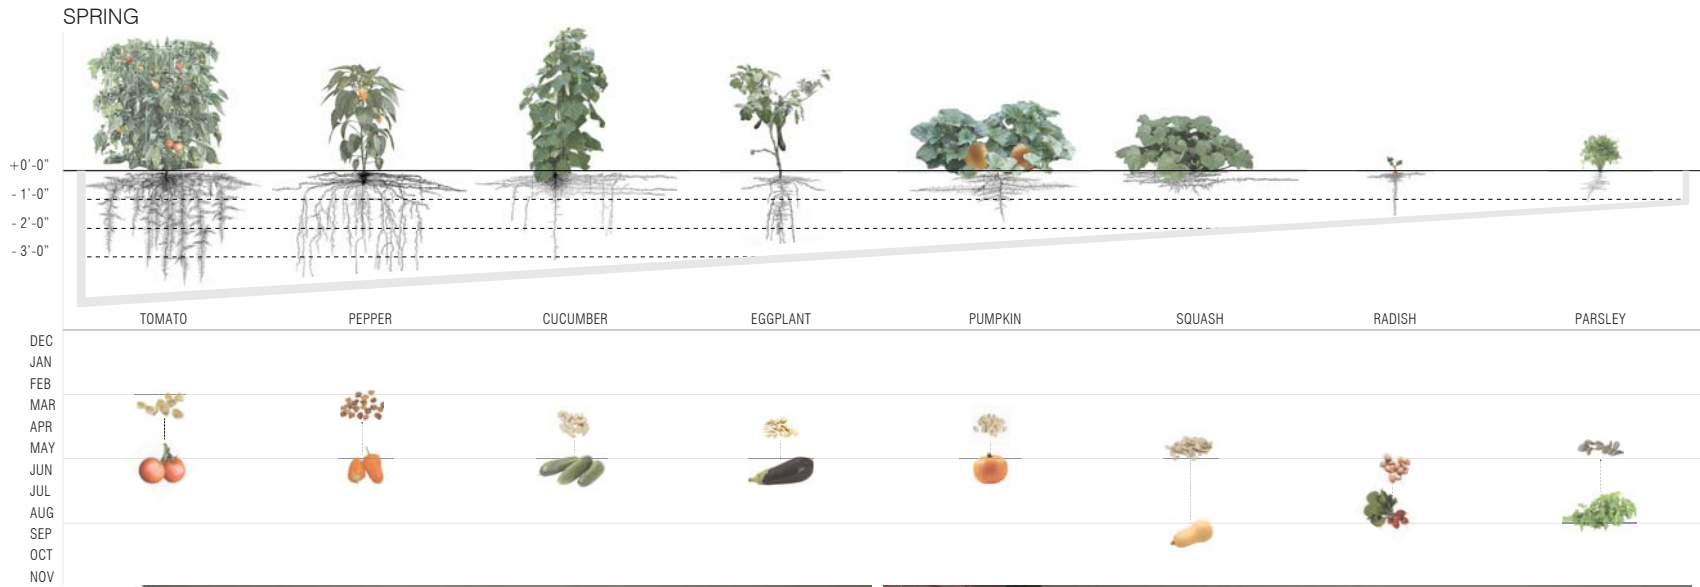 SPRING
+0'-0"
- 1'-0"
- 2'-0"
- 3'-0"
TOMATO PEPPER CUCUMBER EGGPLANT PUMPKIN SQUASH RADISH PARSLEY
DEC
JAN
FEB
MAR
APR
MAY
JUN
JUL
AUG
SEP
OCT
NOV